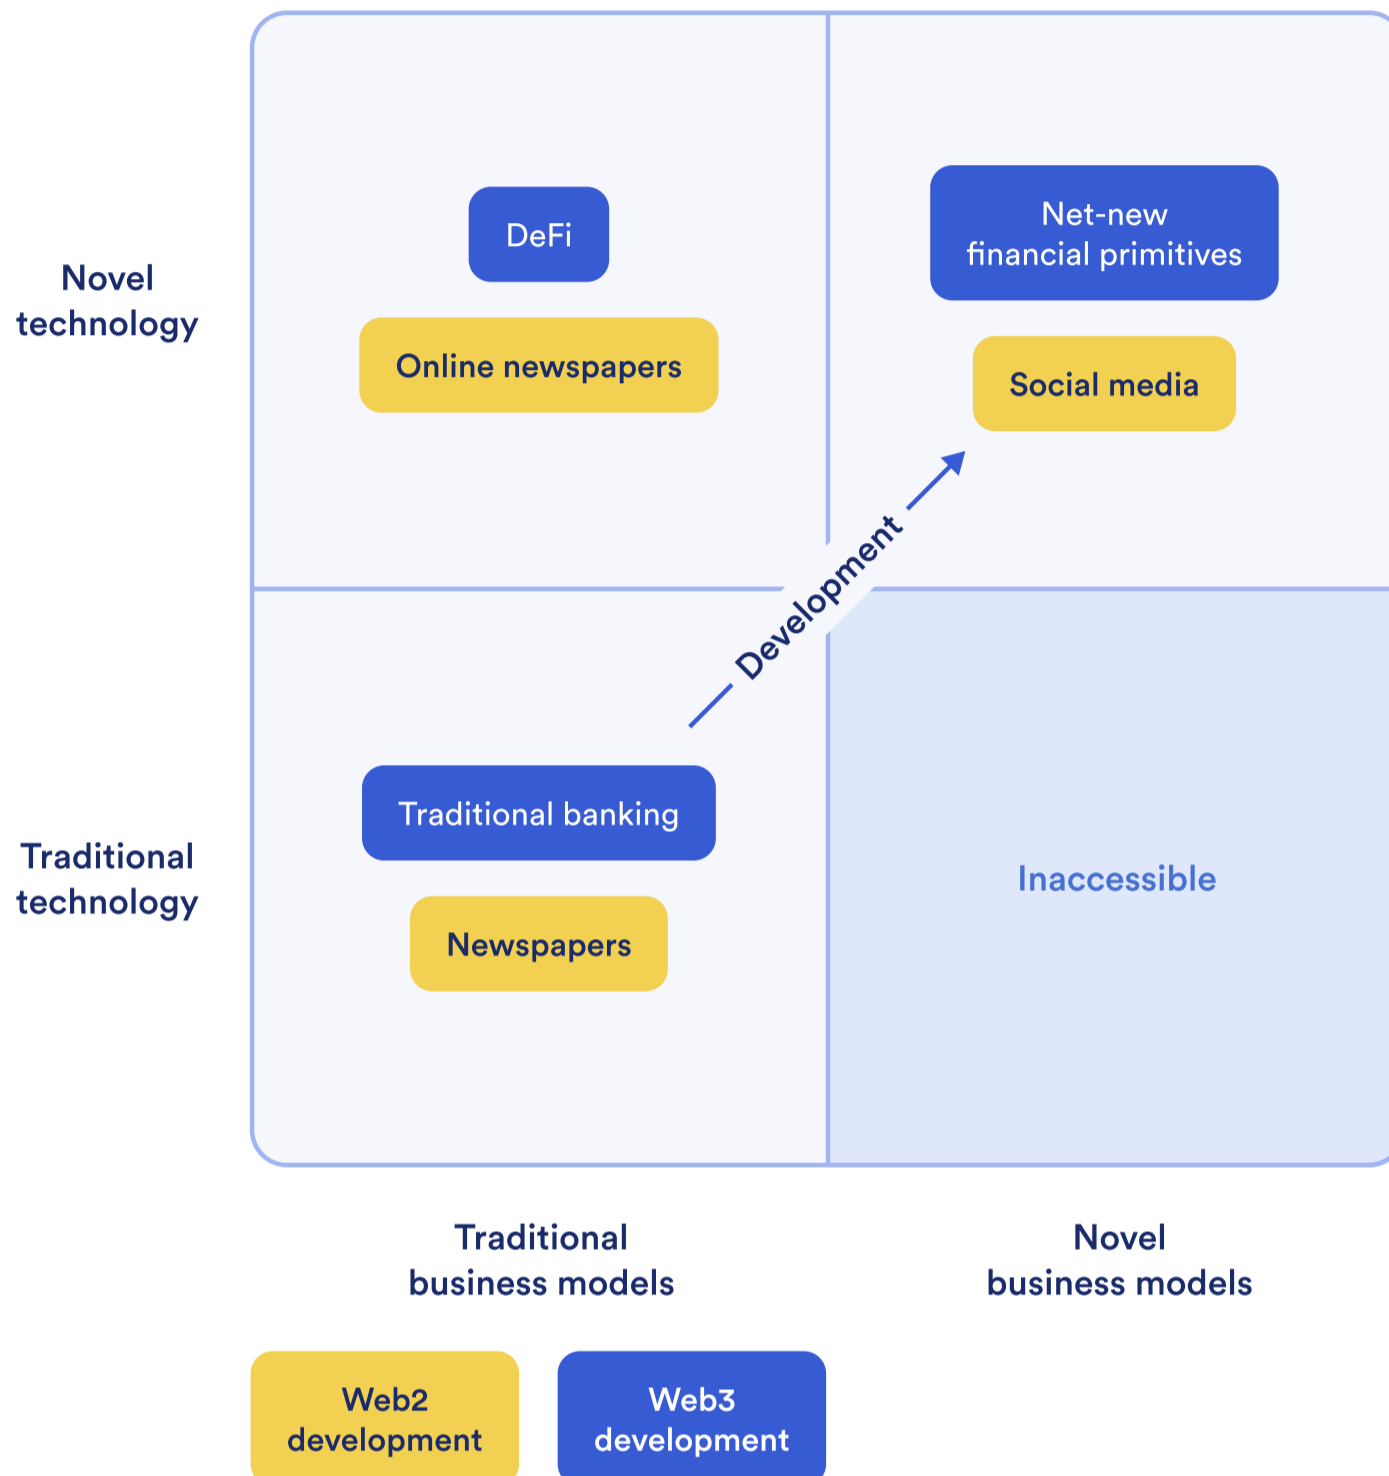 Novel
technology
DeFi
Online newspapers
Net-new
financial primitives
Social media
Development
Traditional
technology
Traditional banking
Newspapers
Inaccessible
Traditional
business models
Novel
business models
Web2
development
Web3
development